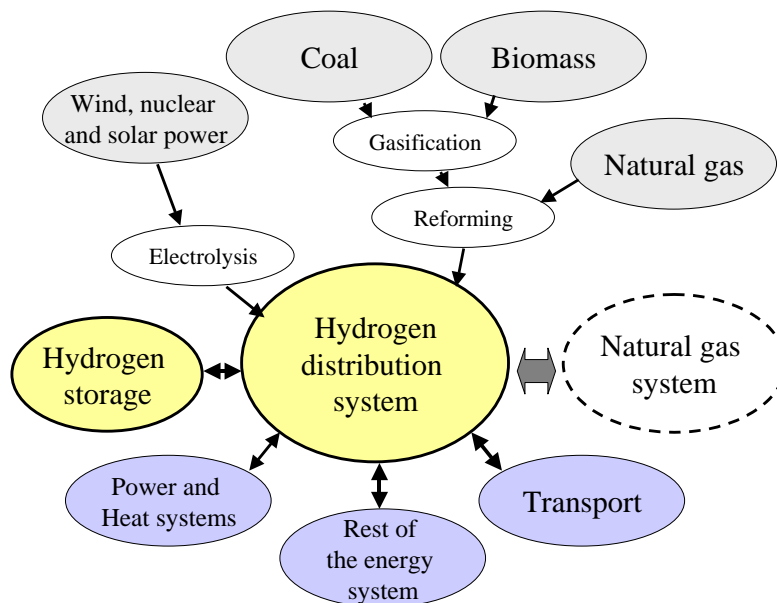 Coal
Biomass
Wind, nuclear
and solar power
Gasification
Natural gas
Reforming
Electrolysis
Hydrogen
distribution
system
Hydrogen
storage
Natural gas
system
Power and
Heat systems
Rest of
the energy
system
Transport